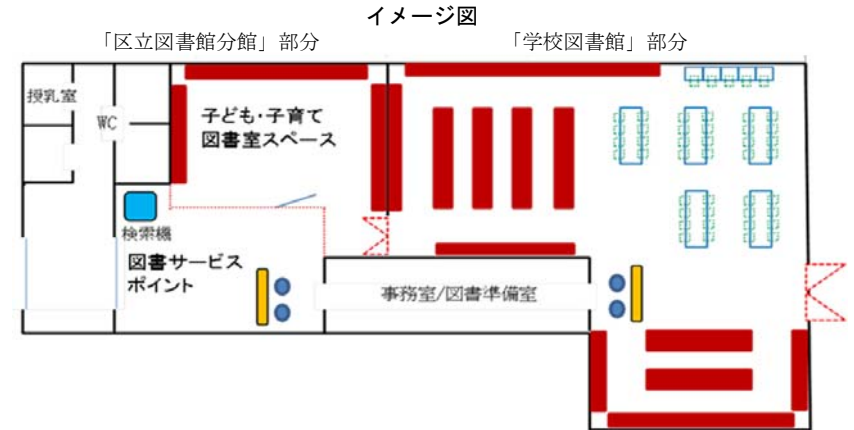 イメージ図
「区立図書館分館」部分
「学校図書館」部分
授乳室
WC
子ども・子育て
図書室スペース
検索機
図書サービス
ポイント
事務室/図書準備室